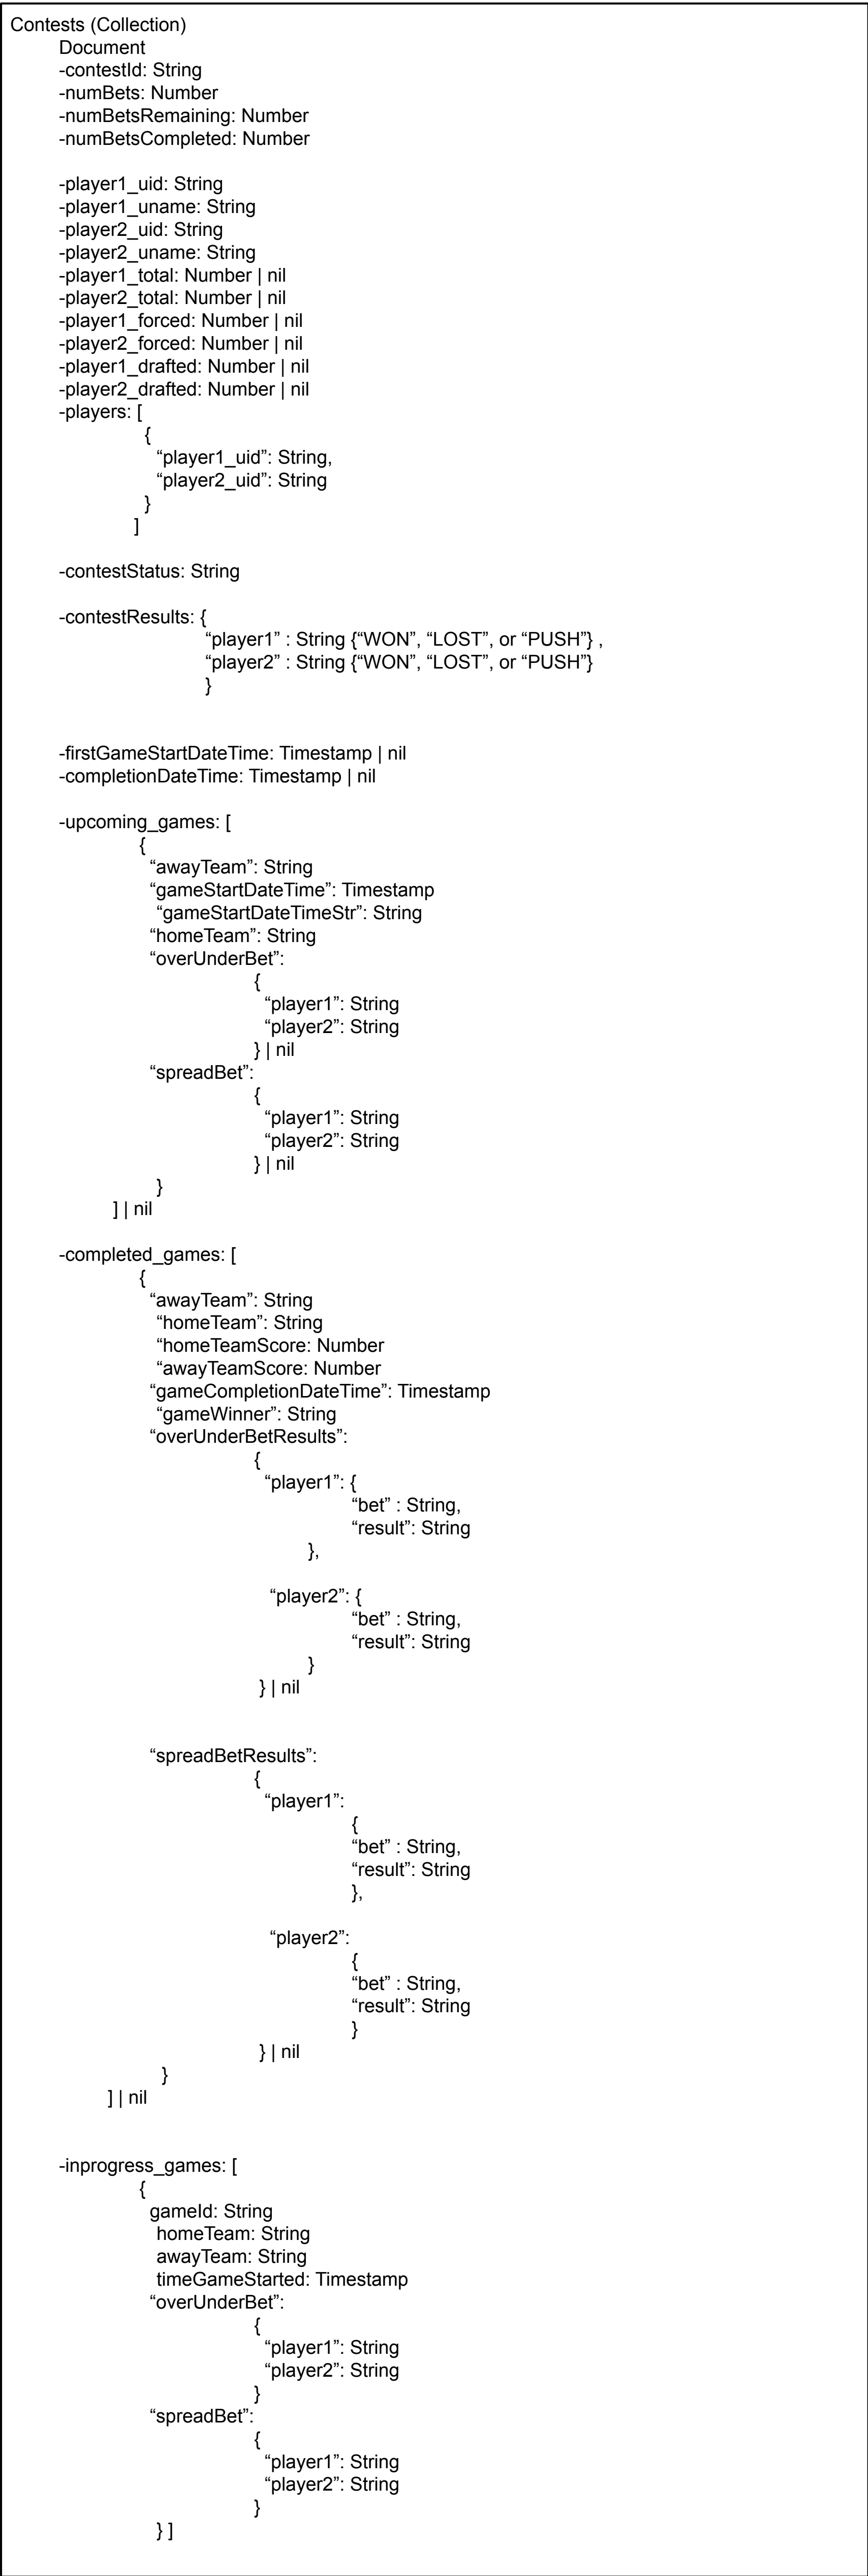 Contests (Collection)
Document
-contestId: String
-numBets: Number
-numBetsRemaining: Number
-numBetsCompleted: Number
-player1_uid: String
-player1_uname: String
-player2_uid: String
-player2_uname: String
-player1_total: Number | nil
-player2_total: Number | nil
-player1_forced: Number | nil
-player2_forced: Number | nil
-player1_drafted: Number | nil
-player2_drafted: Number | nil
-players: [
{
“player1_uid”: String,
“player2_uid”: String
}
]
-contestStatus: String
-contestResults: {
“player1” : String {“WON”, “LOST”, or “PUSH”} ,
“player2” : String {“WON”, “LOST”, or “PUSH”}
}
-firstGameStartDateTime: Timestamp | nil
-completionDateTime: Timestamp | nil
-upcoming_games: [
{
“awayTeam”: String
“gameStartDateTime”: Timestamp
“gameStartDateTimeStr”: String
“homeTeam”: String
“overUnderBet”:
{
“player1”: String
“player2”: String
} | nil
“spreadBet”:
{
“player1”: String
“player2”: String
} | nil
}
] | nil
-completed_games: [
{
“awayTeam”: String
“homeTeam”: String
“homeTeamScore: Number
“awayTeamScore: Number
“gameCompletionDateTime”: Timestamp
“gameWinner”: String
“overUnderBetResults”:
{
“player1”: {
“bet” : String,
“result”: String
},
“player2”: {
“bet” : String,
“result”: String
}
} | nil
“spreadBetResults”:
{
“player1”:
{
“bet” : String,
“result”: String
},
“player2”:
{
“bet” : String,
“result”: String
}
} | nil
}
] | nil
-inprogress_games: [
{
gameId: String
homeTeam: String
awayTeam: String
timeGameStarted: Timestamp
“overUnderBet”:
{
“player1”: String
“player2”: String
}
“spreadBet”:
{
“player1”: String
“player2”: String
}
} ]